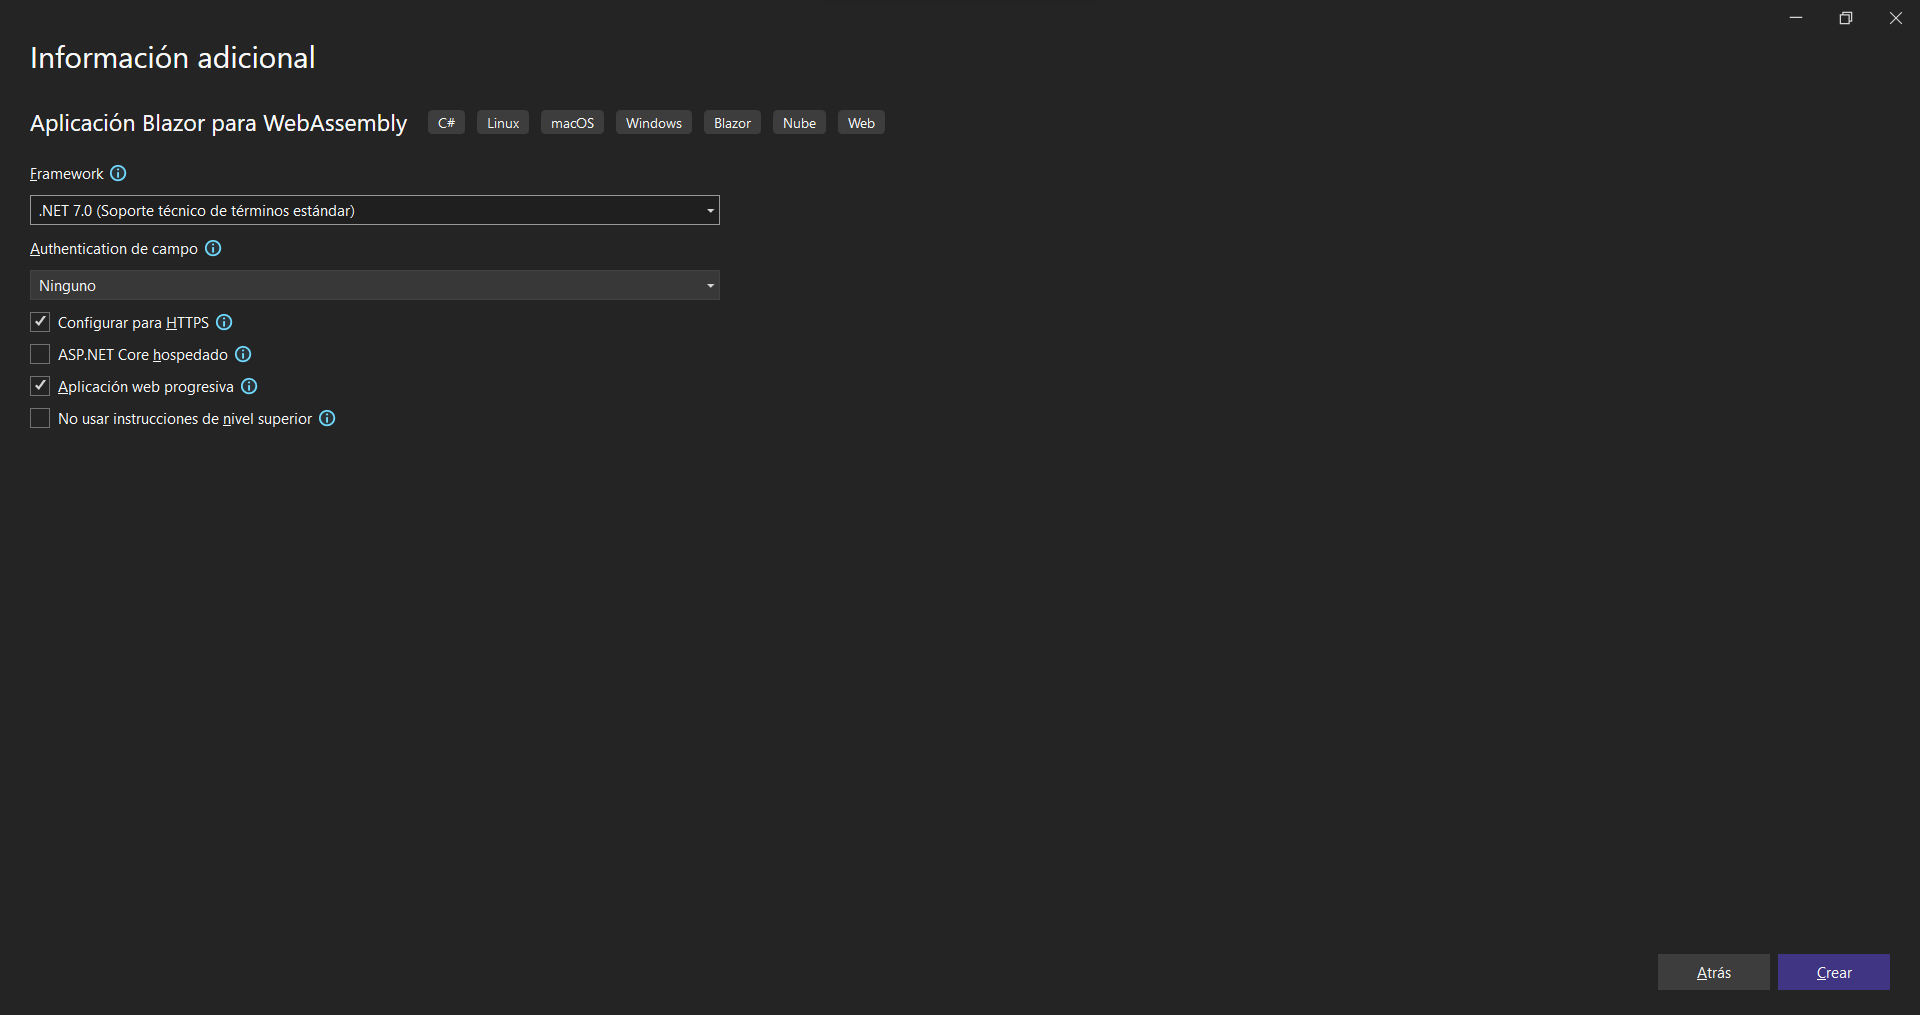 Información adicional
Aplicación Blazor para WebAssembly C# Linux macOS Windows Blazor Nube Web
Framework
.NET 7.0 (Soporte técnico de términos estándar)
Authentication de campo
Ninguno
Configurar para HTTPS
ASP.NET Core hospedado
Aplicación web progresiva
No usar instrucciones de nivel superior
Atrás Crear